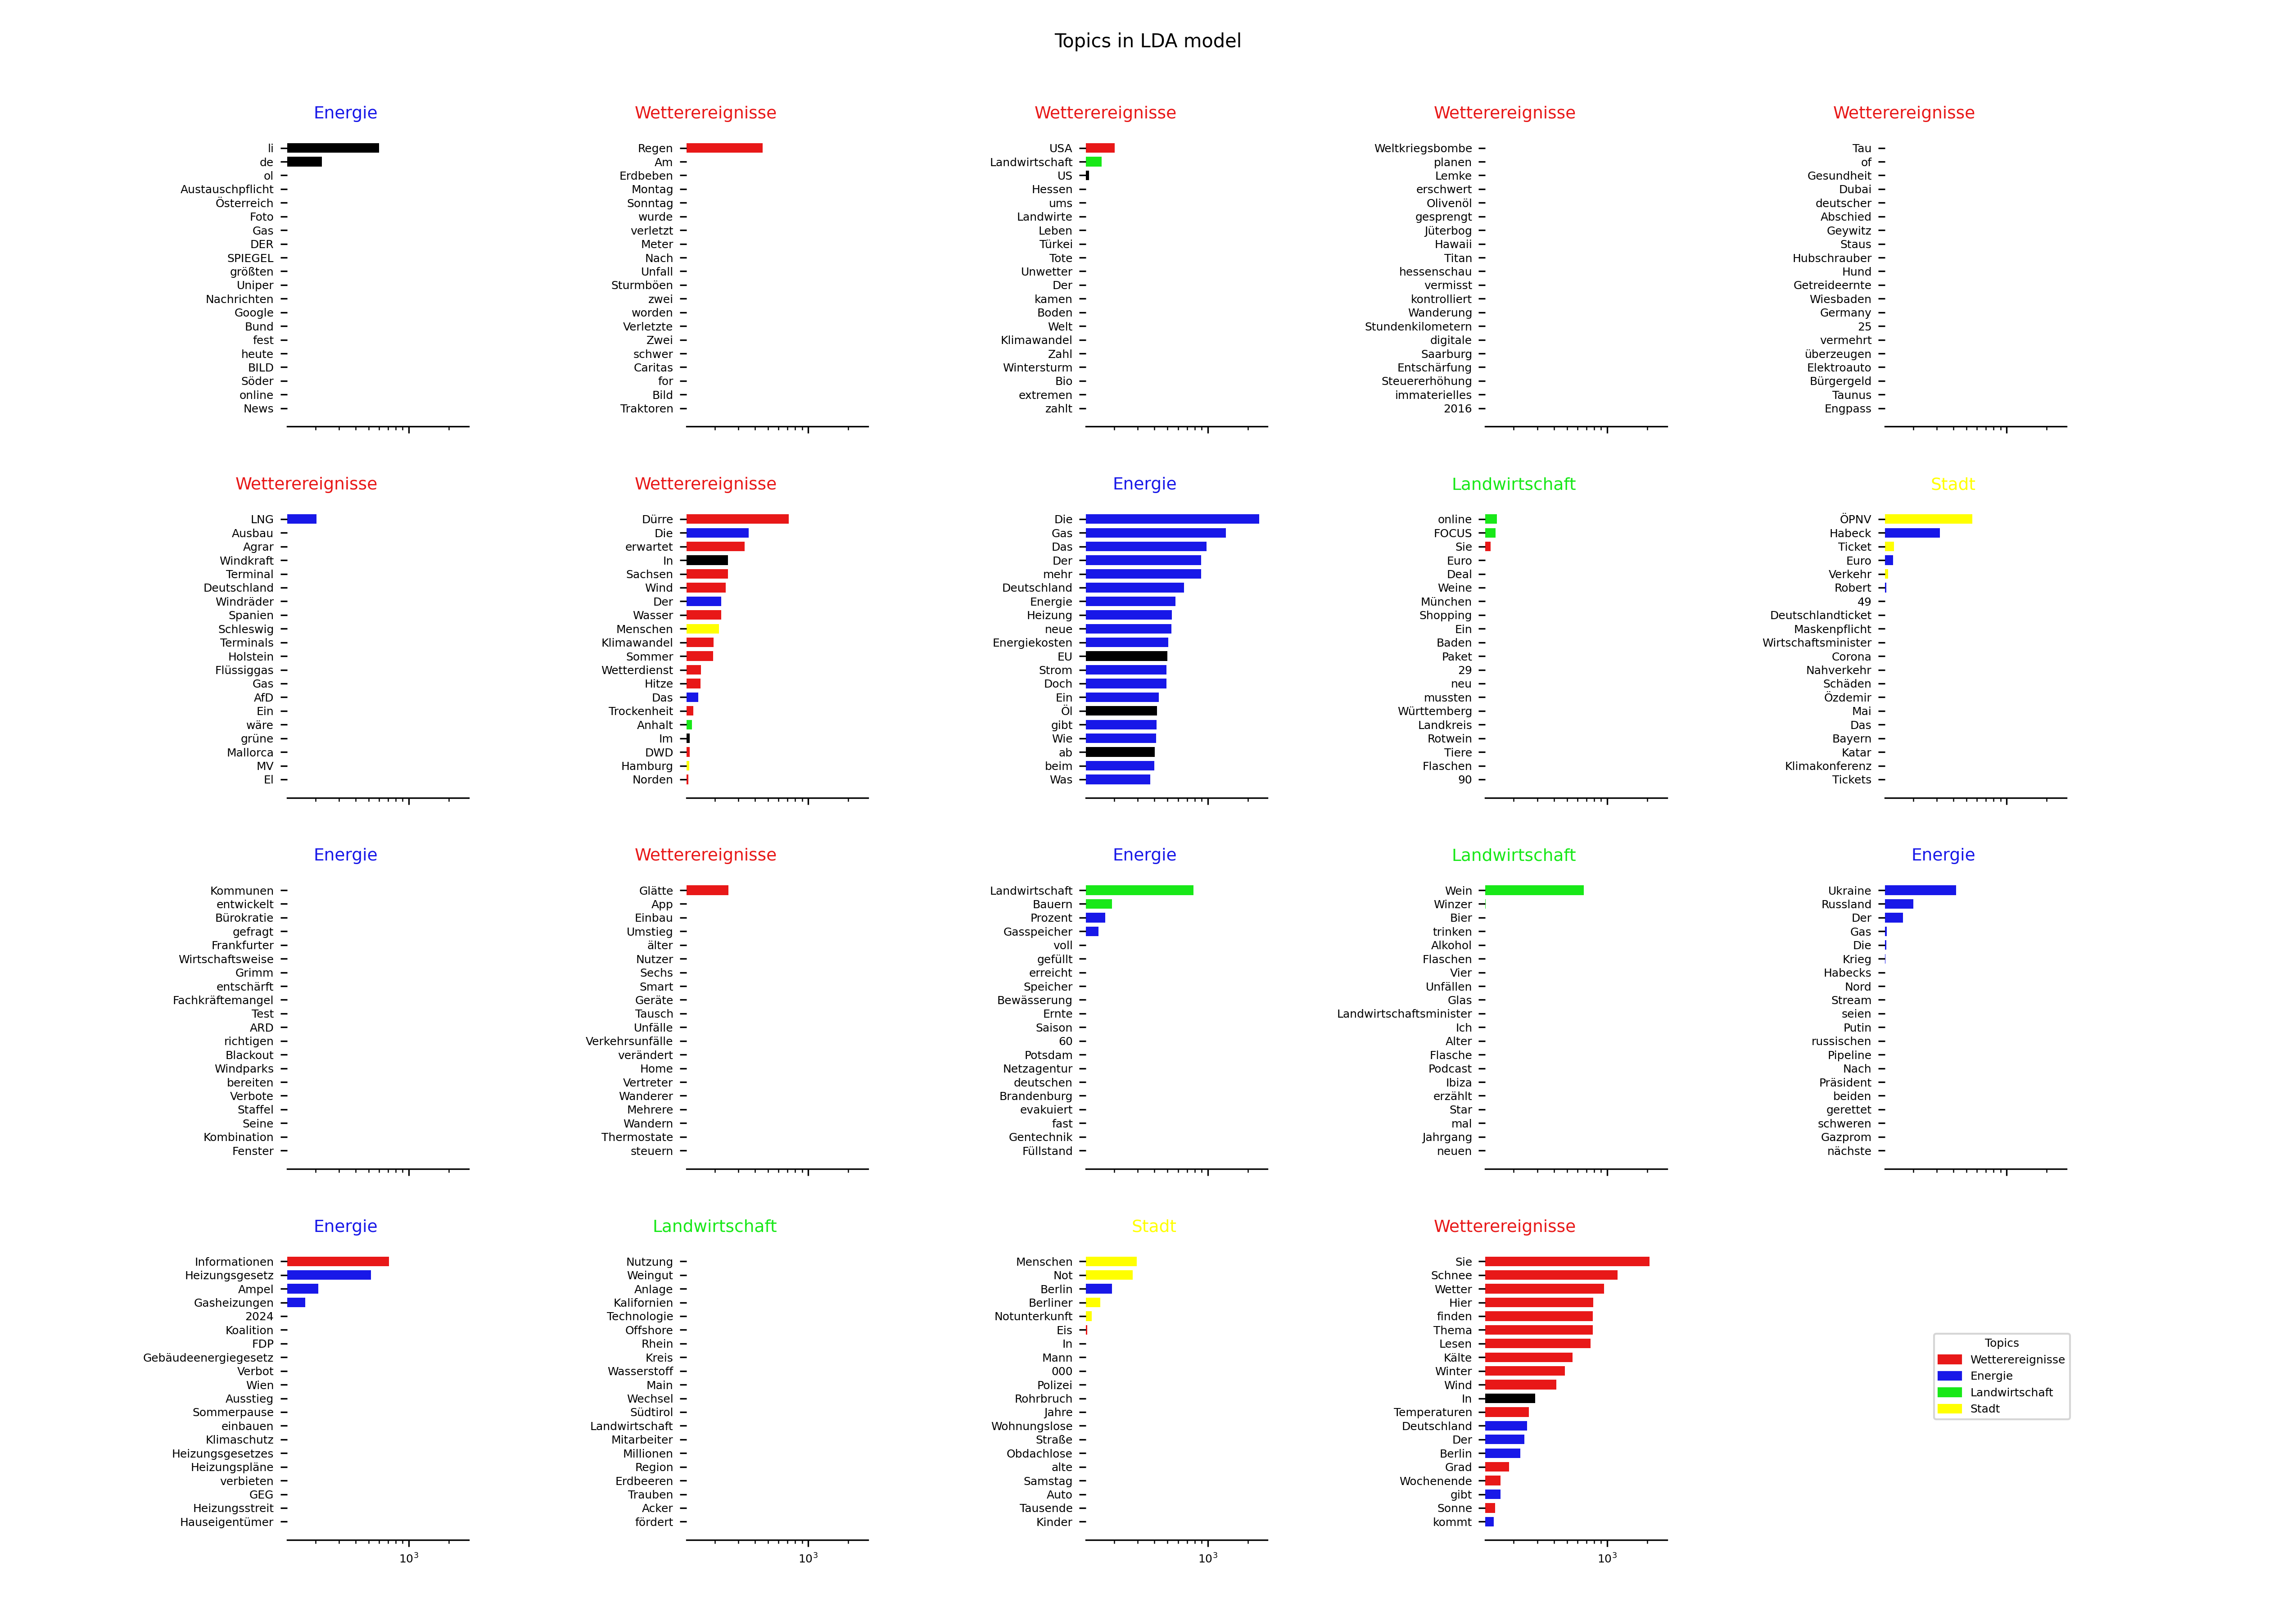 Topics in LDA model
Energie
li
de
ol
Austauschpflicht
Österreich
Foto
Gas
DER
SPIEGEL
größten
Uniper
Nachrichten
Google
Bund
fest
heute
BILD
Söder
online
News
Wetterereignisse
Regen
Am
Erdbeben
Montag
Sonntag
wurde
verletzt
Meter
Nach
Unfall
Sturmböen
zwei
worden
Verletzte
Zwei
schwer
Caritas
for
Bild
Traktoren
Wetterereignisse
USA
Landwirtschaft
US
Hessen
ums
Landwirte
Leben
Türkei
Tote
Unwetter
Der
kamen
Boden
Welt
Klimawandel
Zahl
Wintersturm
Bio
extremen
zahlt
Wetterereignisse
Weltkriegsbombe
planen
Lemke
erschwert
Olivenöl
gesprengt
Jüterbog
Hawaii
Titan
hessenschau
vermisst
kontrolliert
Wanderung
Stundenkilometern
digitale
Saarburg
Entschärfung
Steuererhöhung
immaterielles
2016
Wetterereignisse
Tau
of
Gesundheit
Dubai
deutscher
Abschied
Geywitz
Staus
Hubschrauber
Hund
Getreideernte
Wiesbaden
Germany
25
vermehrt
überzeugen
Elektroauto
Bürgergeld
Taunus
Engpass
Wetterereignisse
LNG
Ausbau
Agrar
Windkraft
Terminal
Deutschland
Windräder
Spanien
Schleswig
Terminals
Holstein
Flüssiggas
Gas
AfD
Ein
wäre
grüne
Mallorca
MV
El
Wetterereignisse
Dürre
Die
erwartet
In
Sachsen
Wind
Der
Wasser
Menschen
Klimawandel
Sommer
Wetterdienst
Hitze
Das
Trockenheit
Anhalt
Im
DWD
Hamburg
Norden
Energie
Die
Gas
Das
Der
mehr
Deutschland
Energie
Heizung
neue
Energiekosten
EU
Strom
Doch
Ein
Öl
gibt
Wie
ab
beim
Was
Landwirtschaft
online
FOCUS
Sie
Euro
Deal
Weine
München
Shopping
Ein
Baden
Paket
29
neu
mussten
Württemberg
Landkreis
Rotwein
Tiere
Flaschen
90
Stadt
ÖPNV
Habeck
Ticket
Euro
Verkehr
Robert
49
Deutschlandticket
Maskenpflicht
Wirtschaftsminister
Corona
Nahverkehr
Schäden
Özdemir
Mai
Das
Bayern
Katar
Klimakonferenz
Tickets
Energie
Kommunen
entwickelt
Bürokratie
gefragt
Frankfurter
Wirtschaftsweise
Grimm
entschärft
Fachkräftemangel
Test
ARD
richtigen
Blackout
Windparks
bereiten
Verbote
Staffel
Seine
Kombination
Fenster
Wetterereignisse
Glätte
App
Einbau
Umstieg
älter
Nutzer
Sechs
Smart
Geräte
Tausch
Unfälle
Verkehrsunfälle
verändert
Home
Vertreter
Wanderer
Mehrere
Wandern
Thermostate
steuern
Energie
Landwirtschaft
Bauern
Prozent
Gasspeicher
voll
gefüllt
erreicht
Speicher
Bewässerung
Ernte
Saison
60
Potsdam
Netzagentur
deutschen
Brandenburg
evakuiert
fast
Gentechnik
Füllstand
Landwirtschaft
Wein
Winzer
Bier
trinken
Alkohol
Flaschen
Vier
Unfällen
Glas
Landwirtschaftsminister
Ich
Alter
Flasche
Podcast
Ibiza
erzählt
Star
mal
Jahrgang
neuen
Energie
Ukraine
Russland
Der
Gas
Die
Krieg
Habecks
Nord
Stream
seien
Putin
russischen
Pipeline
Nach
Präsident
beiden
gerettet
schweren
Gazprom
nächste
Energie
Informationen
Heizungsgesetz
Ampel
Gasheizungen
2024
Koalition
FDP
Gebäudeenergiegesetz
Verbot
Wien
Ausstieg
Sommerpause
einbauen
Klimaschutz
Heizungsgesetzes
Heizungspläne
verbieten
GEG
Heizungsstreit
Hauseigentümer
10³
Landwirtschaft
Nutzung
Weingut
Anlage
Kalifornien
Technologie
Offshore
Rhein
Kreis
Wasserstoff
Main
Wechsel
Südtirol
Landwirtschaft
Mitarbeiter
Millionen
Region
Erdbeeren
Trauben
Acker
fördert
10³
Stadt
Menschen
Not
Berlin
Berliner
Notunterkunft
Eis
In
Mann
000
Polizei
Rohrbruch
Jahre
Wohnungslose
Straße
Obdachlose
alte
Samstag
Auto
Tausende
Kinder
10³
Wetterereignisse
Sie
Schnee
Wetter
Hier
finden
Thema
Lesen
Kälte
Winter
Wind
In
Temperaturen
Deutschland
Der
Berlin
Grad
Wochenende
gibt
Sonne
kommt
10³
Topics
Wetterereignisse
Energie
Landwirtschaft
Stadt